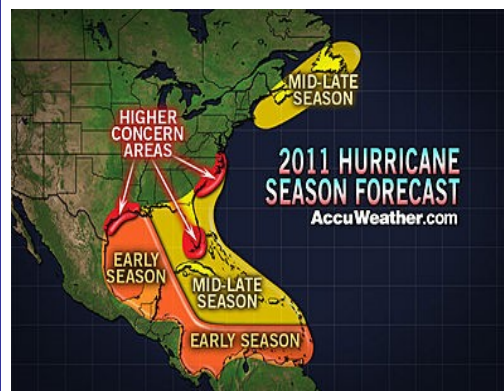 MID-LATE
SEASON
HIGHER
CONCERN
AREAS
2011 HURRICANE
SEASON FORECAST
AccuWeather.com
EARLY
SEASON
MID-LATE
SEASON
EARLY SEASON